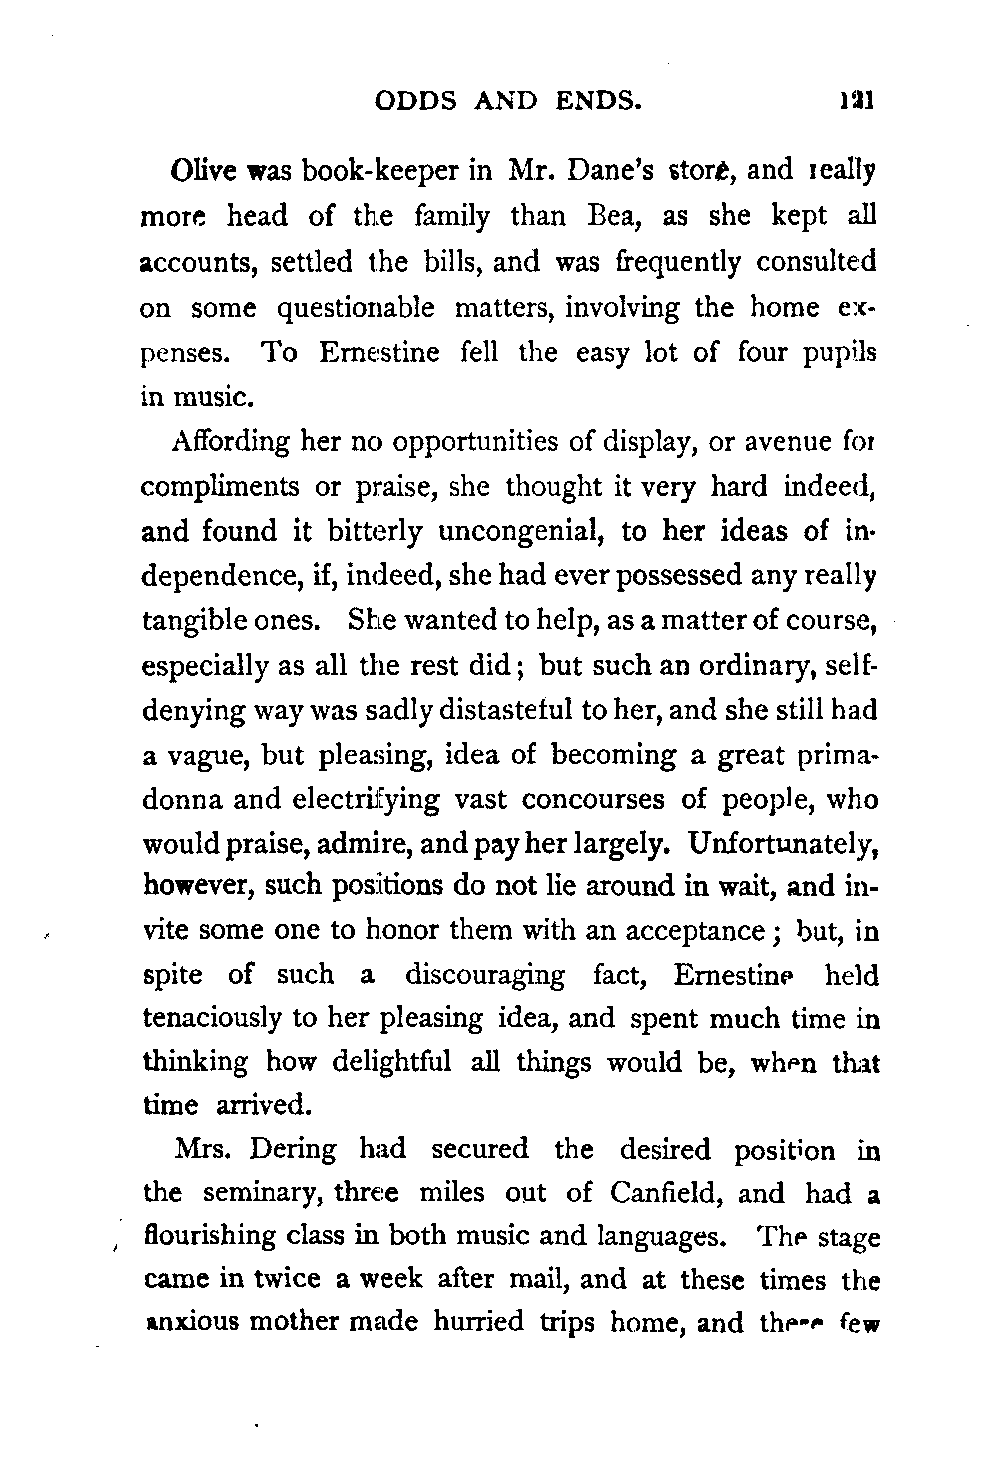 ODDS AND ENDS. 121
Olive was book-keeper in Mr. Dane's store, and really
more head of the family than Bea, as she kept all
accounts, settled the bills, and was frequently consulted
on some questionable matters, involving the home ex-
penses. To Ernestine fell the easy lot of four pupils
in music.
Affording her no opportunities of display, or avenue for
compliments or praise, she thought it very hard indeed,
and found it bitterly uncongenial, to her ideas of in-
dependence, if, indeed, she had ever possessed any really
tangible ones. She wanted to help, as a matter of course,
especially as all the rest did; but such an ordinary, self-
denying way was sadly distasteful to her, and she still had
a vague, but pleasing, idea of becoming a great prima-
donna and electrifying vast concourses of people, who
would praise, admire, and pay her largely. Unfortunately,
however, such positions do not lie around in wait, and in-
vite some one to honor them with an acceptance; but, in
spite of such a discouraging fact, Ernestine held
tenaciously to her pleasing idea, and spent much time in
thinking how delightful all things would be, when that
time arrived.
Mrs. Dering had secured the desired position in
the seminary, three miles out of Canfield, and had a
flourishing class in both music and languages. The stage
came in twice a week after mail, and at these times the
anxious mother made hurried trips home, and few